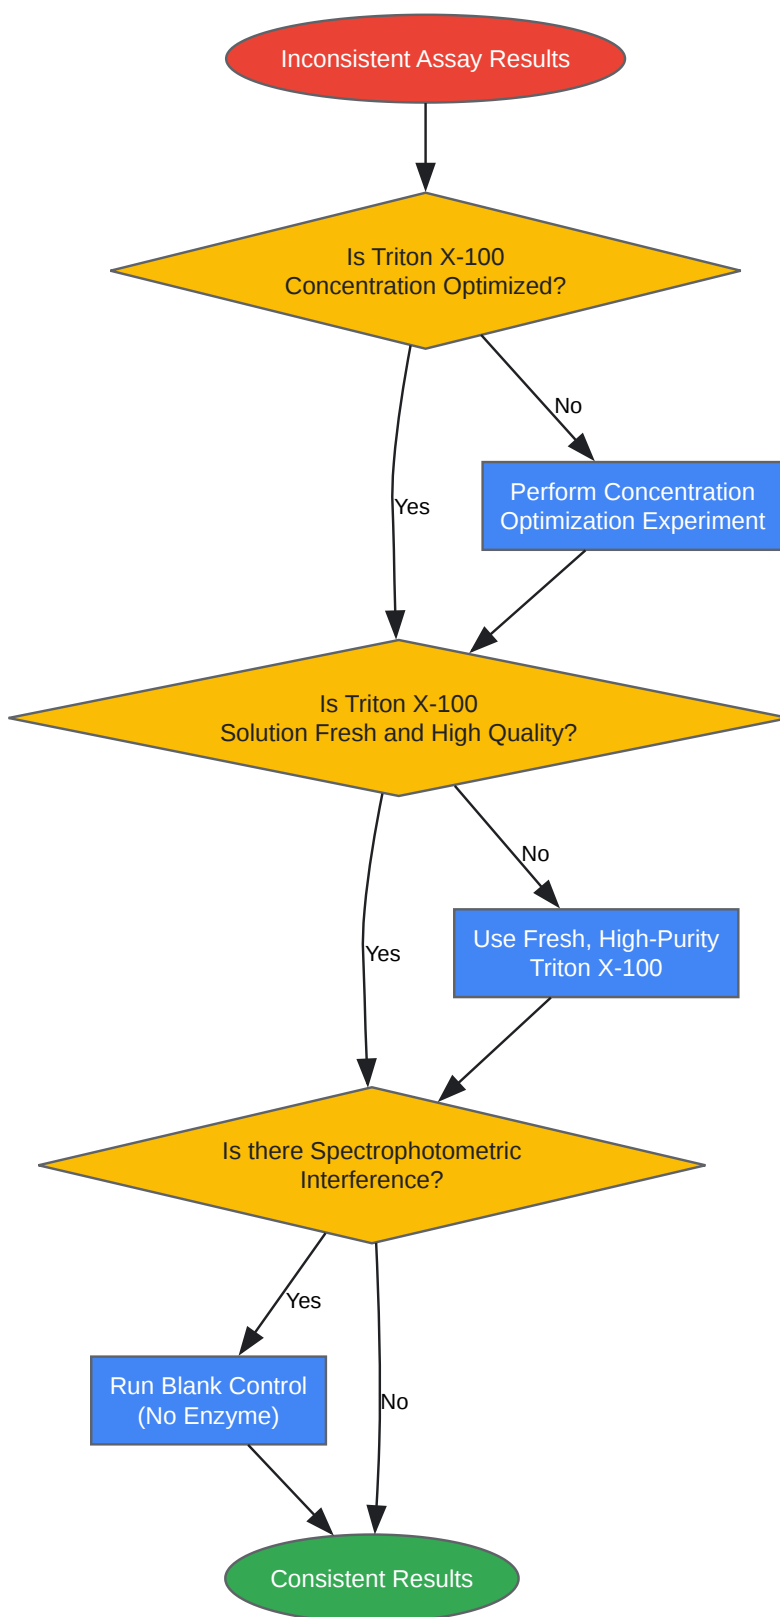 Inconsistent Assay Results
Is Triton X-100
Concentration Optimized?
No
Perform Concentration
Optimization Experiment
Yes
Is Triton X-100
Solution Fresh and High Quality?
No
Use Fresh, High-Purity
Triton X-100
Yes
Is there Spectrophotometric
Interference?
Yes
Run Blank Control
(No Enzyme)
No
Consistent Results